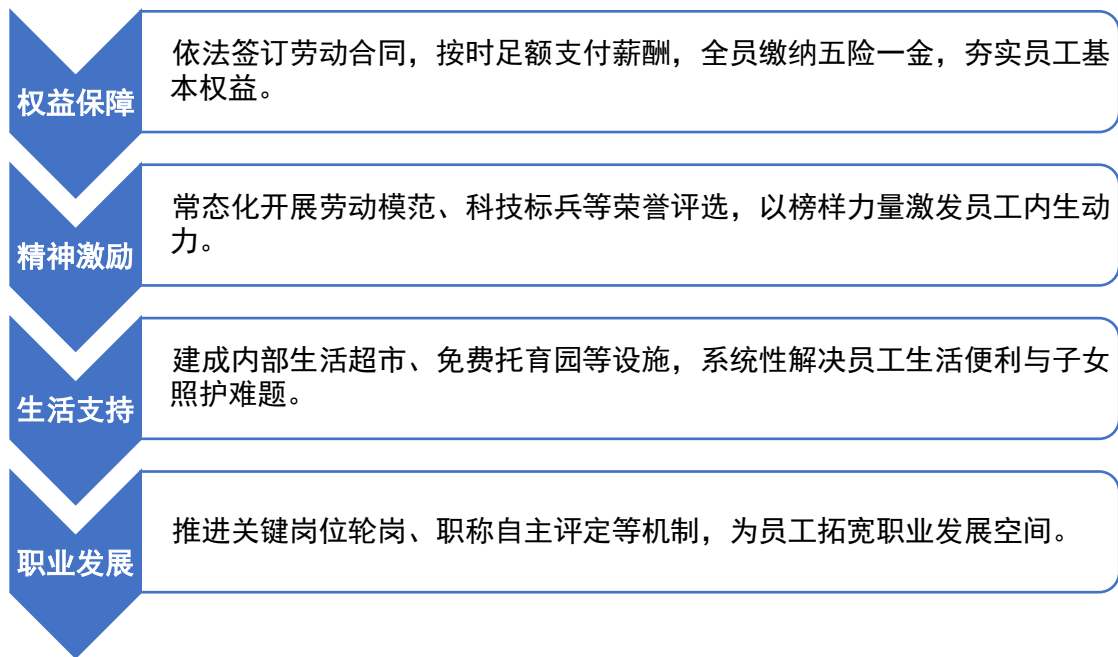 权益保障
依法签订劳动合同，按时足额支付薪酬，全员缴纳五险一金，夯实员工基
本权益。
精神激励
常态化开展劳动模范、科技标兵等荣誉评选，以榜样力量激发员工内生动
力。
生活支持
建成内部生活超市、免费托育园等设施，系统性解决员工生活便利与子女
照护难题。
职业发展
推进关键岗位轮岗、职称自主评定等机制，为员工拓宽职业发展空间。